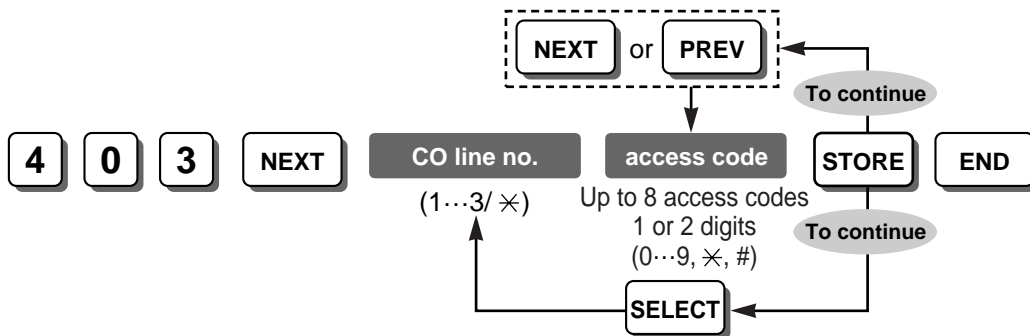 NEXT or PREV
To continue
4 0 3 NEXT CO line no. access code STORE END
(1···3/ ✳) Up to 8 access codes
1 or 2 digits
To continue
(0···9, ✳, #)
SELECT